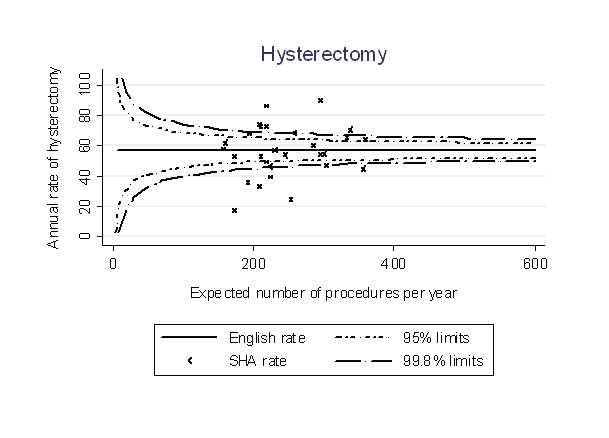 Hysterectomy
Annual rate of hysterectomy
100
80
60
40
20
0
0 200 400 600
Expected number of procedures per year
English rate 95% limits
SHA rate 99.8% limits